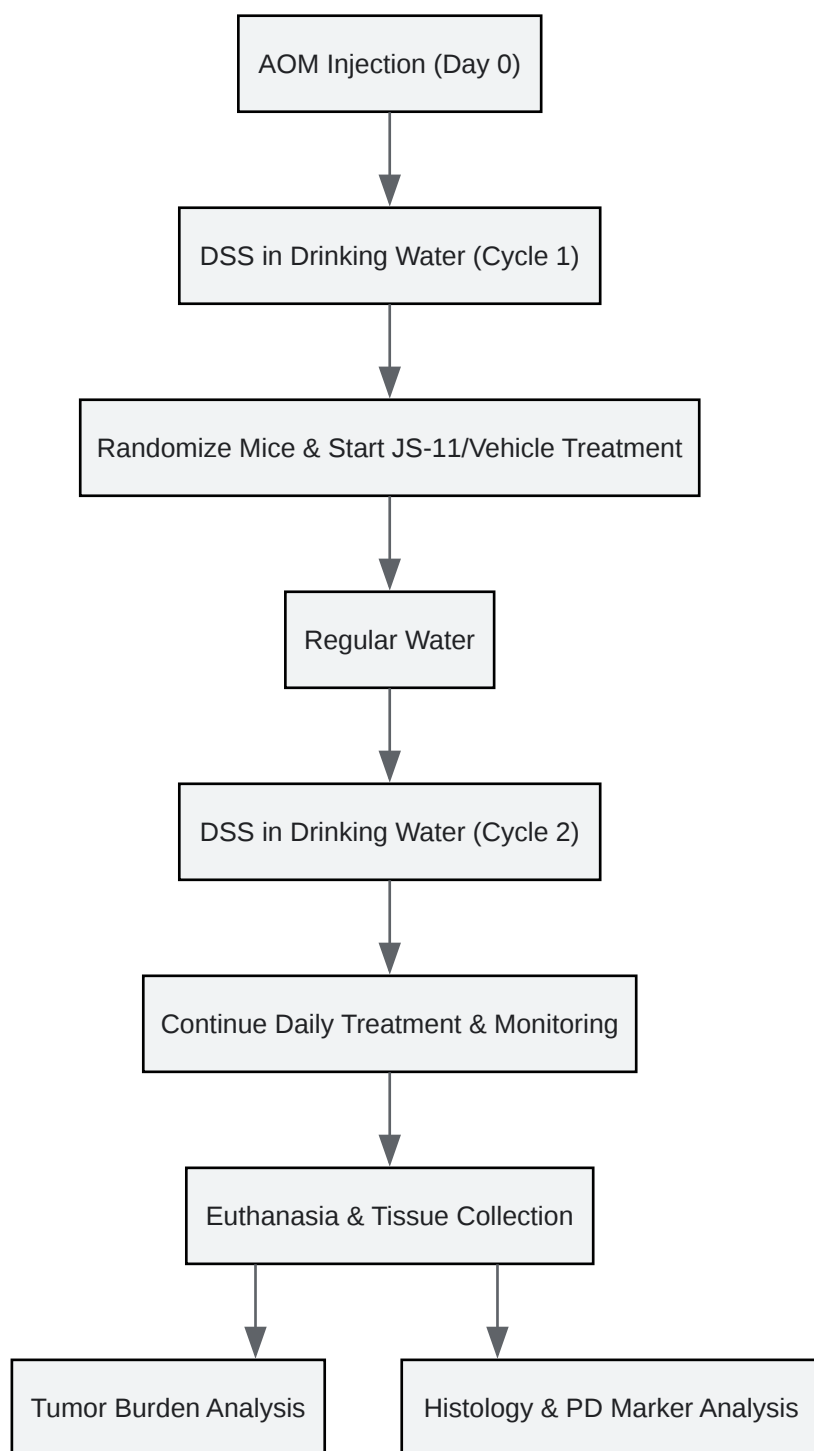 AOM Injection (Day 0)
DSS in Drinking Water (Cycle 1)
Randomize Mice & Start JS-11/Vehicle Treatment
Regular Water
DSS in Drinking Water (Cycle 2)
Continue Daily Treatment & Monitoring
Euthanasia & Tissue Collection
Tumor Burden Analysis
Histology & PD Marker Analysis